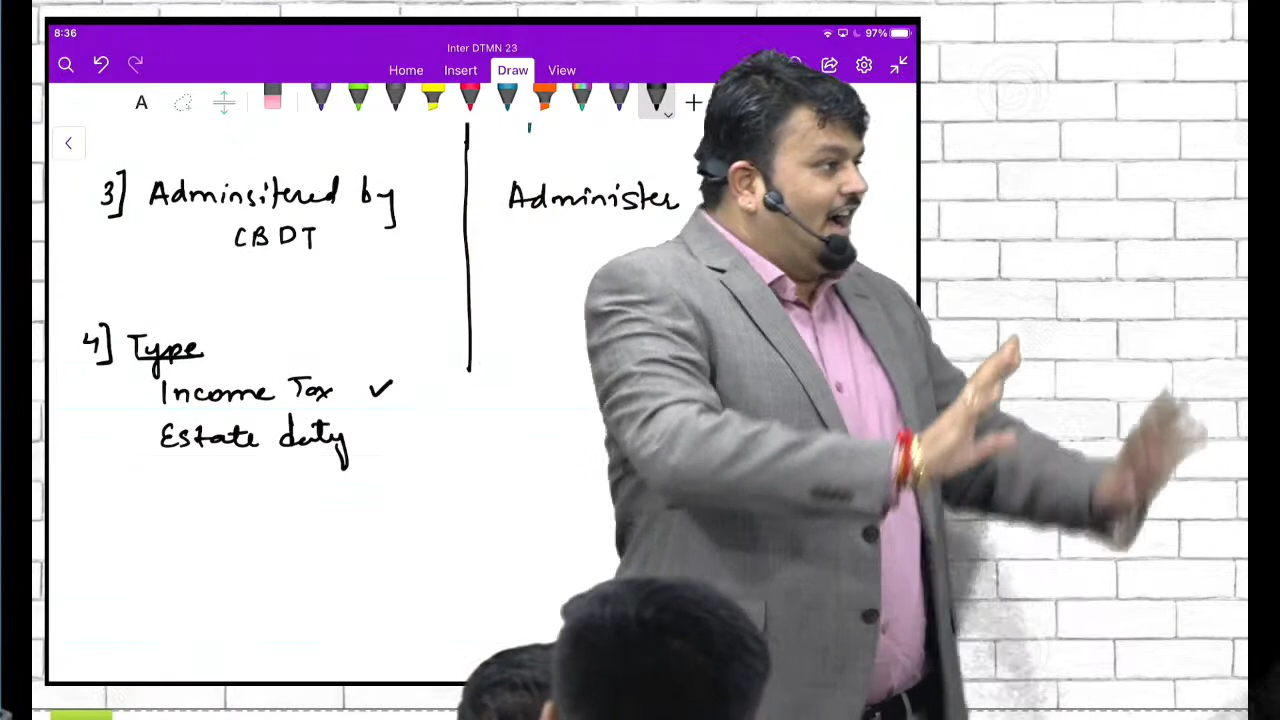 8:36
97%
Inter DTMN 23
Home Insert Draw View
A
3] Adminsitered by
CBDT
Administer
4] Type
Income Tax ✓
Estate duty